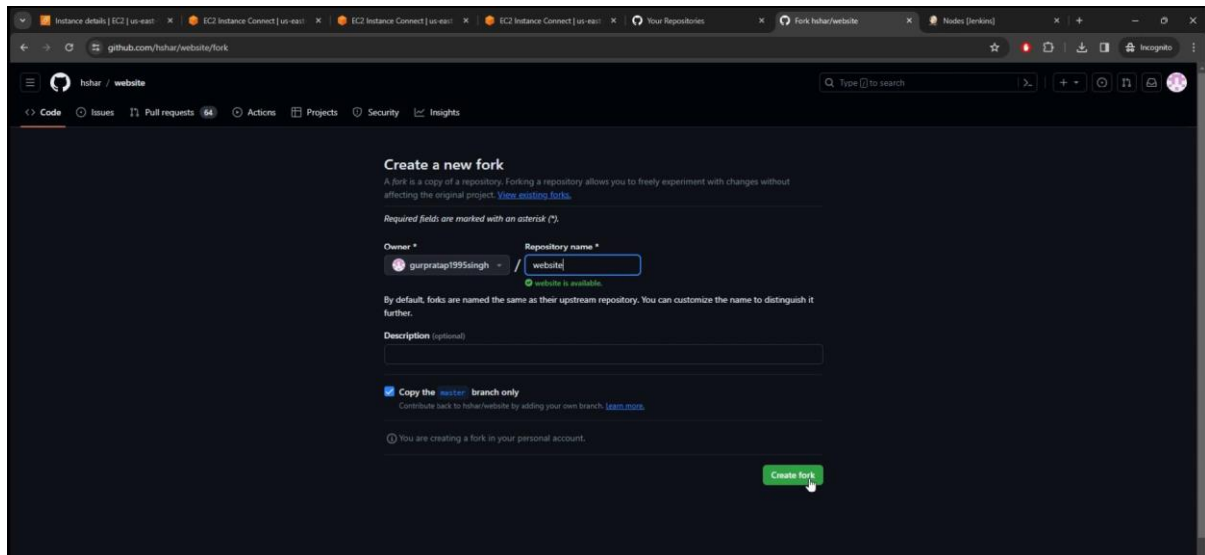 Instance details | EC2 | us-east-
EC2 Instance Connect | us-east-
EC2 Instance Connect | us-east-
EC2 Instance Connect | us-east-
Your Repositories
Fork hshar/website
Nodes [Jenkins]
github.com/hshar/website/fork
Incognito
hshar / website
Type / to search
Code
Issues
Pull requests 64
Actions
Projects
Security
Insights
Create a new fork
A fork is a copy of a repository. Forking a repository allows you to freely experiment with changes without
affecting the original project. View existing forks.
Required fields are marked with an asterisk (*).
Owner *
Repository name *
gurpratap1995singh / website
website is available.
By default, forks are named the same as their upstream repository. You can customize the name to distinguish it
further.
Description (optional)
Copy the master branch only
Contribute back to hshar/website by adding your own branch. Learn more.
You are creating a fork in your personal account.
Create fork